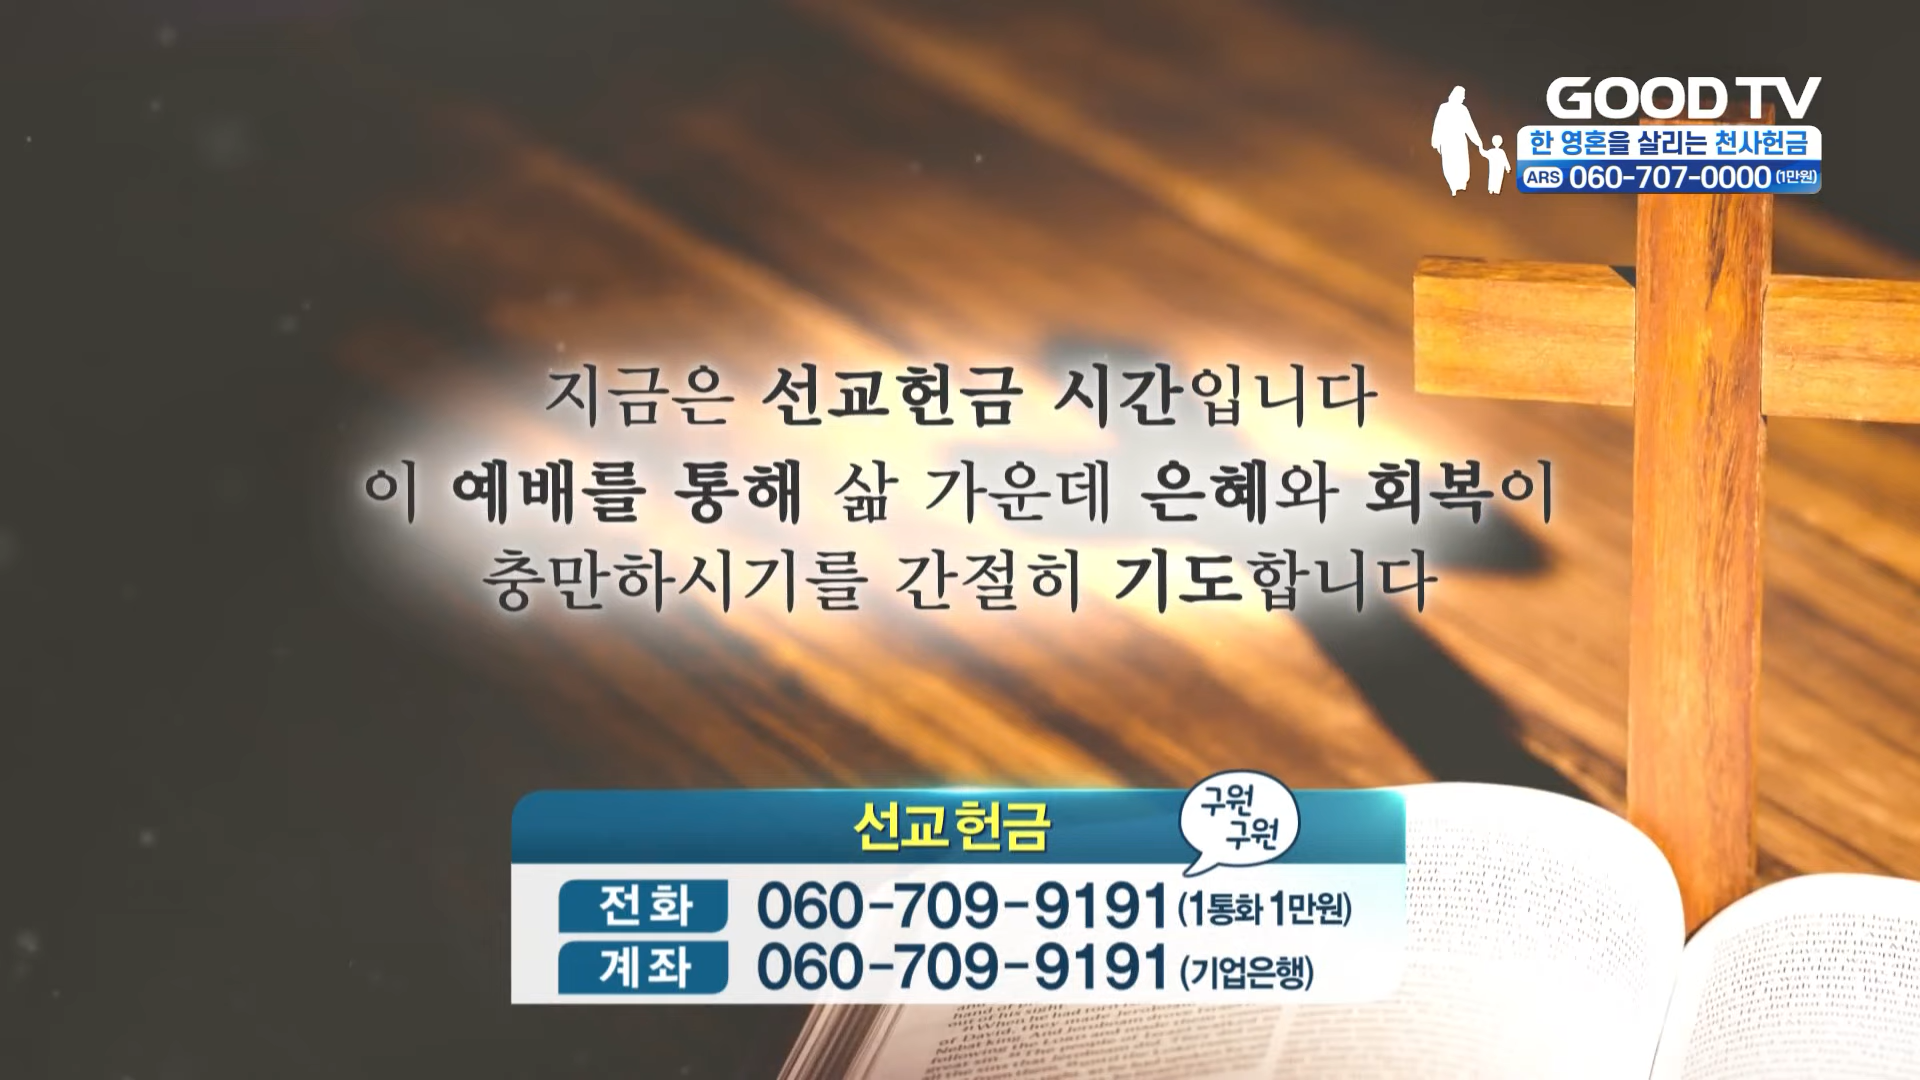 GOOD TV
한 영혼을 살리는 천사헌금
ARS 060-707-0000 (1만원)
지금은 선교헌금 시간입니다
이 예배를 통해 삶 가운데 은혜와 회복이
충만하시기를 간절히 기도합니다
선교헌금
구원
구원
전화 060-709-9191 (1통화 1만원)
계좌 060-709-9191 (기업은행)